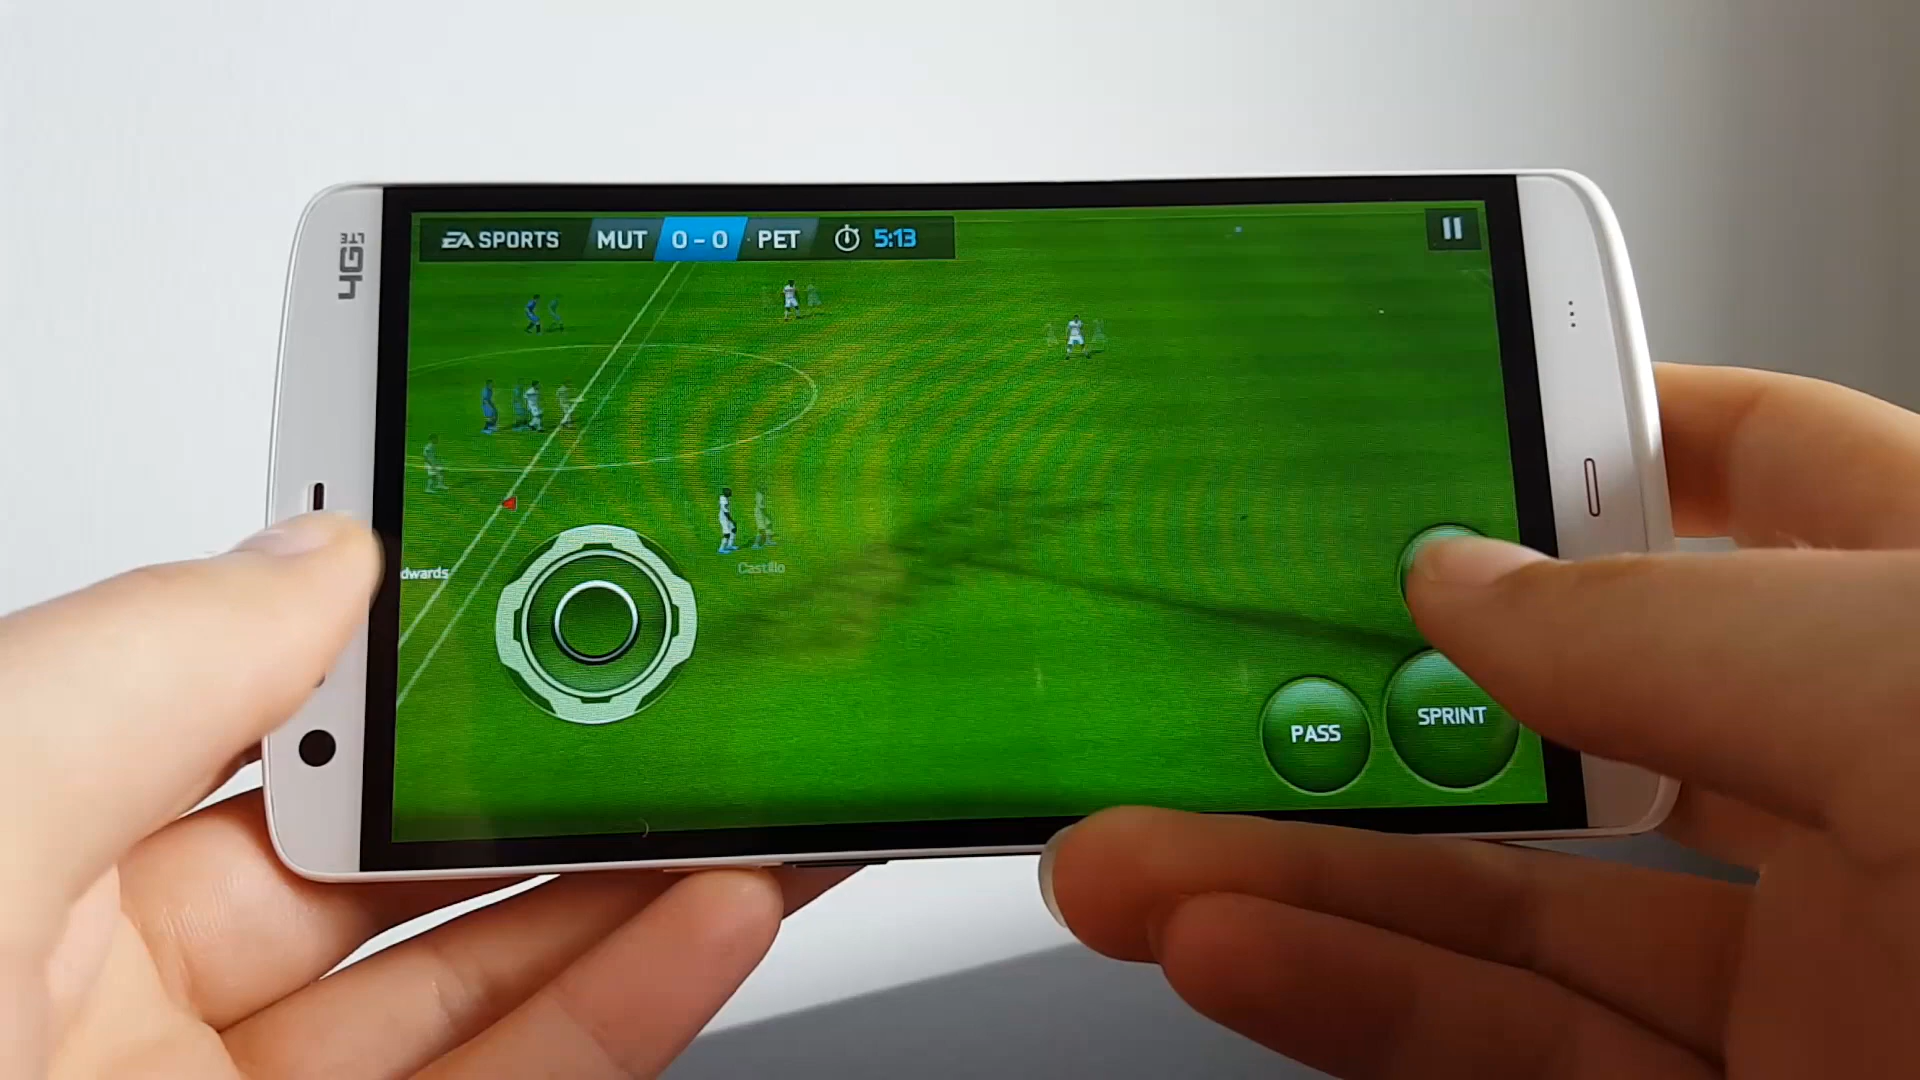 4G LTE
EA SPORTS MUT 0 - 0 PET 5:13
dwards
Castillo
PASS
SPRINT